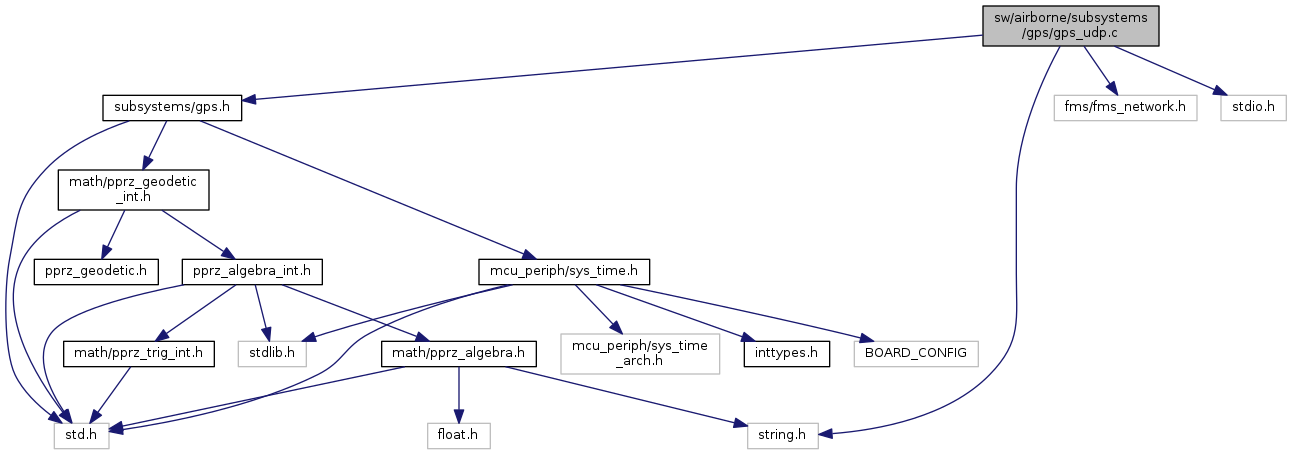 sw/airborne/subsystems
/gps/gps_udp.c
subsystems/gps.h
fms/fms_network.h
stdio.h
math/pprz_geodetic
_int.h
pprz_geodetic.h
pprz_algebra_int.h
mcu_periph/sys_time.h
math/pprz_trig_int.h
stdlib.h
math/pprz_algebra.h
mcu_periph/sys_time
_arch.h
inttypes.h
BOARD_CONFIG
std.h
float.h
string.h